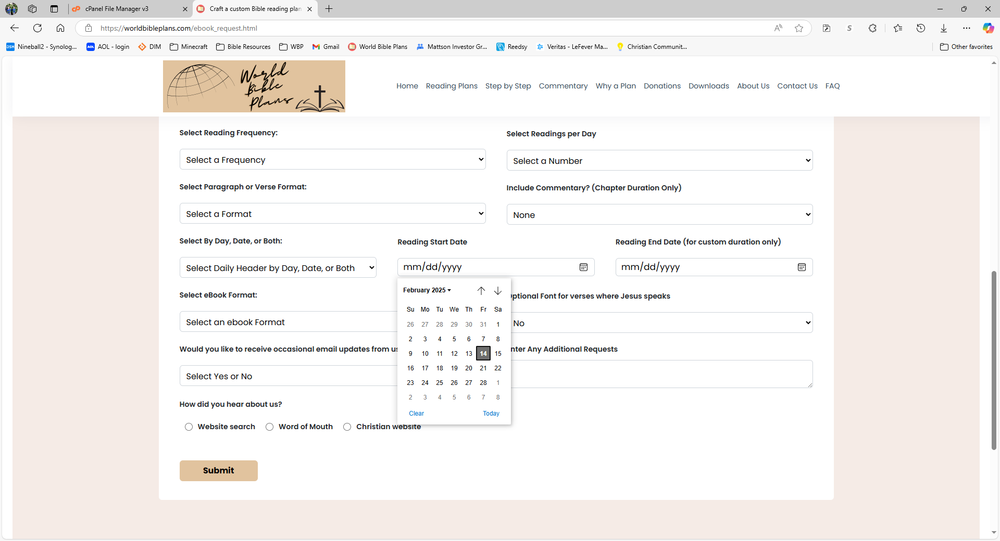 cPanel File Manager v3
Craft a custom Bible reading plan
https://worldbibleplans.com/ebook_request.html
Nineball2 - Synolog...
AOL - login
DIM
Minecraft
Bible Resources
WBP
Gmail
World Bible Plans
Mattson Investor Gr...
Reedsy
Veritas - LeFever Ma...
Christian Communit...
Other favorites
World
Bible
Plans
Home Reading Plans Step by Step Commentary Why a Plan Donations Downloads About Us Contact Us FAQ
Select Reading Frequency:
Select Readings per Day
Select a Frequency
Select a Number
Select Paragraph or Verse Format:
Include Commentary? (Chapter Duration Only)
Select a Format
None
Select By Day, Date, or Both:
Reading Start Date
Reading End Date (for custom duration only)
Select Daily Header by Day, Date, or Both
mm/dd/yyyy
mm/dd/yyyy
February 2025
Su Mo Tu We Th Fr Sa
26 27 28 29 30 31 1
2 3 4 5 6 7 8
9 10 11 12 13 14 15
16 17 18 19 20 21 22
23 24 25 26 27 28 1
2 3 4 5 6 7 8
Clear Today
Select eBook Format:
ptional Font for verses where Jesus speaks
Select an ebook Format
No
Would you like to receive occasional email updates from us
nter Any Additional Requests
Select Yes or No
How did you hear about us?
Website search
Word of Mouth
Christian website
Submit